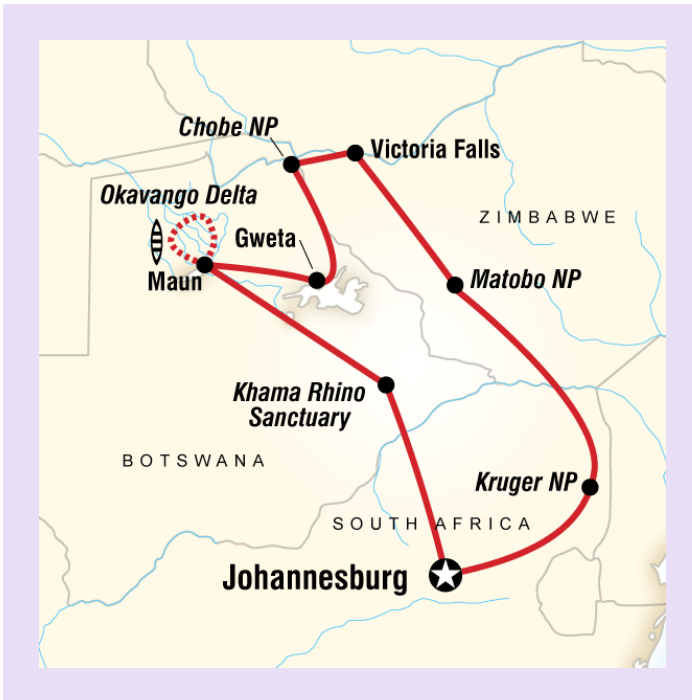 Chobe NP
Victoria Falls
Okavango Delta
ZIMBABWE
Gweta
Maun
Matobo NP
Khama Rhino
Sanctuary
BOTSWANA
Kruger NP
SOUTH AFRICA
Johannesburg